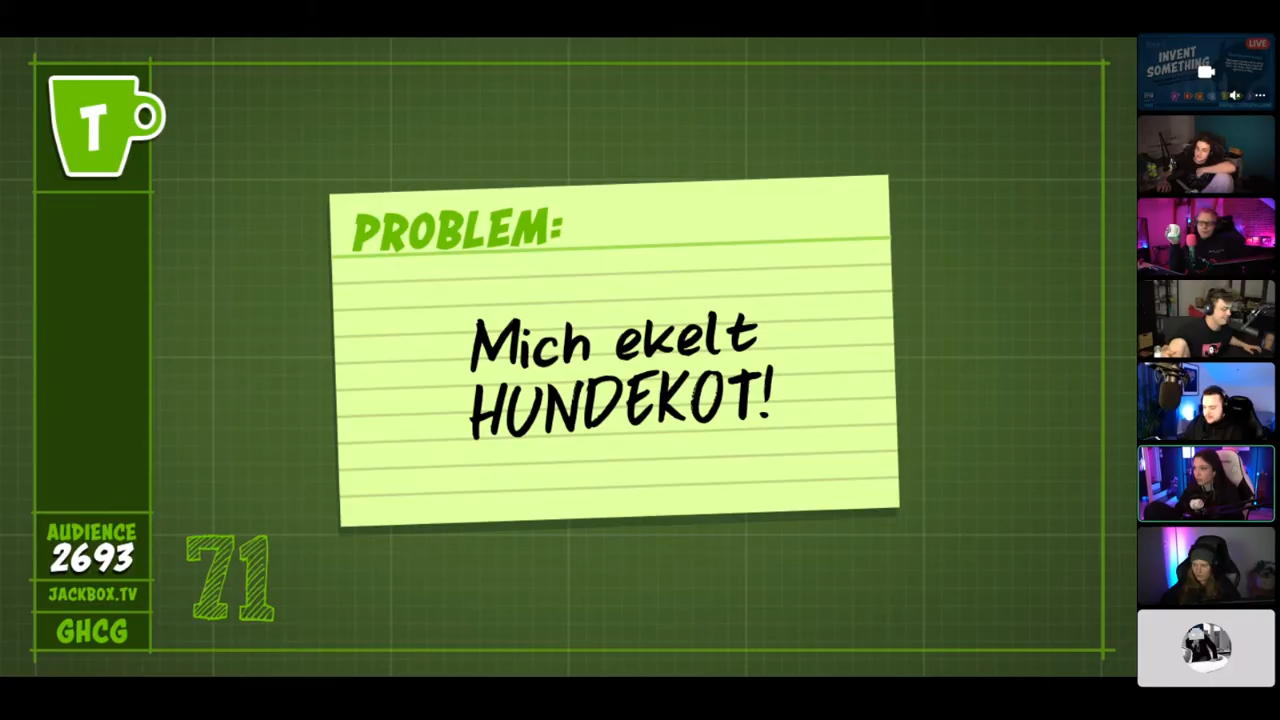 T
PROBLEM:
Mich ekelt
HUNDEKOT!
AUDIENCE
2693
JACKBOX.TV
GHCG
71
LIVE
INVENT
SOMETHING